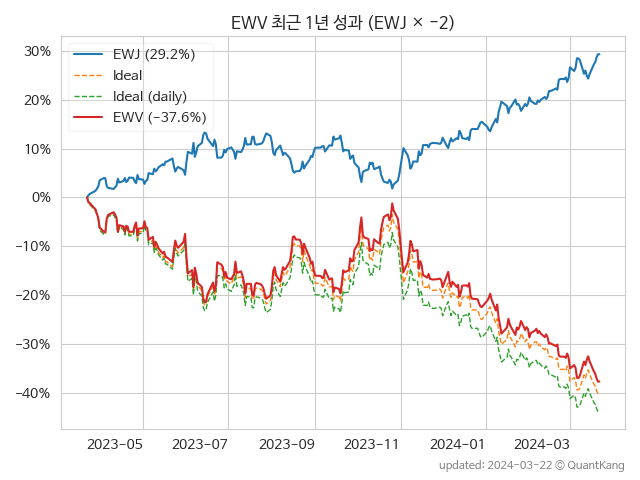 EWV 최근 1년 성과 (EWJ × −2)
EWJ (29.2%)
Ideal
Ideal (daily)
EWV (−37.6%)
30%
20%
10%
0%
−10%
−20%
−30%
−40%
2023−05 2023−07 2023−09 2023−11 2024−01 2024−03
updated: 2024−03−22 © QuantKang